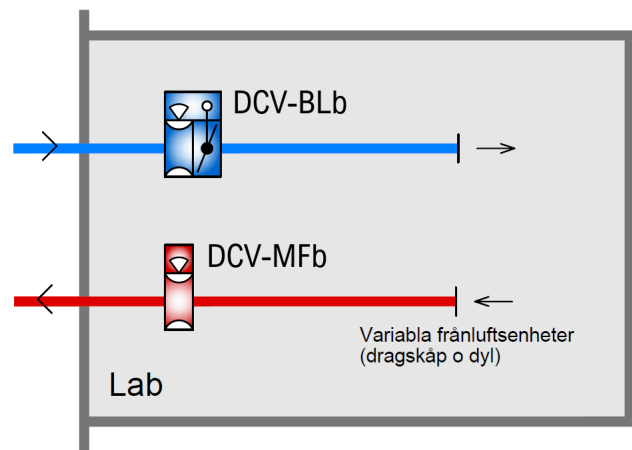 DCV-BLb
DCV-MFb
Variabla frånluftsenheter
(dragskåp o dyl)
Lab